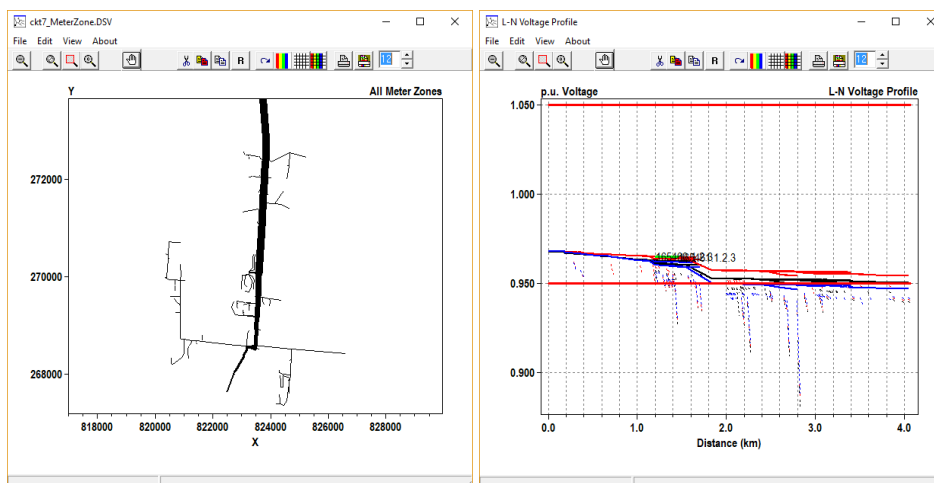 ckt7_MeterZone.DSV
File Edit View About
R
12
Y
All Meter Zones
272000
270000
268000
818000 820000 822000 824000 826000 828000
X
L-N Voltage Profile
File Edit View About
R
12
p.u. Voltage
L-N Voltage Profile
1.050
1.000
0.950
0.900
0.0 1.0 2.0 3.0 4.0
Distance (km)